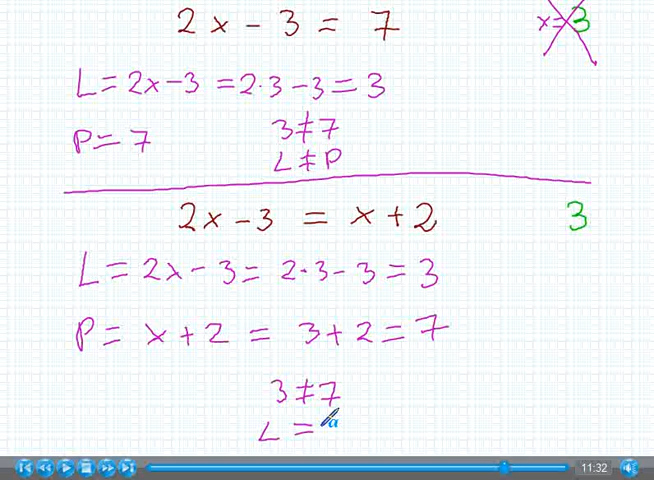 2x − 3 = 7 x=3
L = 2x − 3 = 2·3 − 3 = 3
P = 7
3 ≠ 7
L ≠ P
2x − 3 = x + 2 3
L = 2x − 3 = 2·3 − 3 = 3
P = x + 2 = 3 + 2 = 7
3 ≠ 7
L =
11:32